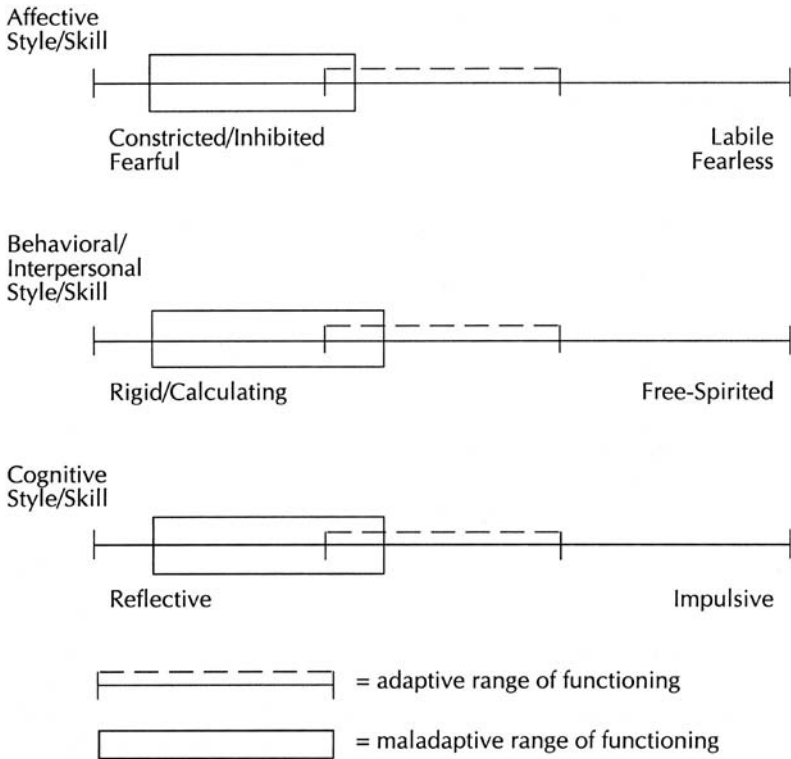 Affective
Style/Skill
Constricted/Inhibited
Fearful
Labile
Fearless
Behavioral/
Interpersonal
Style/Skill
Rigid/Calculating
Free-Spirited
Cognitive
Style/Skill
Reflective
Impulsive
= adaptive range of functioning
= maladaptive range of functioning